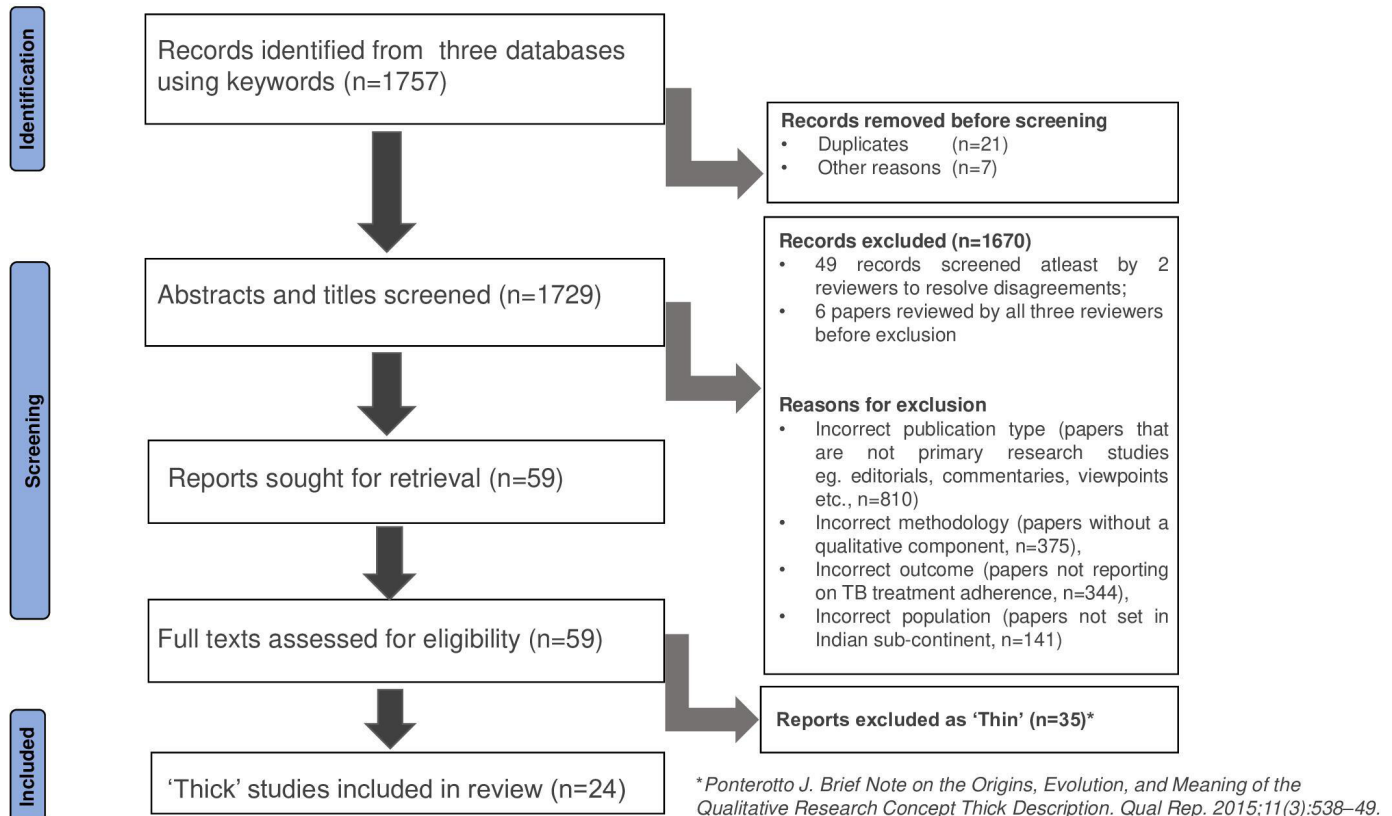 Identification
Records identified from three databases
using keywords (n=1757)
Records removed before screening
• Duplicates (n=21)
• Other reasons (n=7)
Screening
Abstracts and titles screened (n=1729)
Records excluded (n=1670)
• 49 records screened atleast by 2
reviewers to resolve disagreements;
• 6 papers reviewed by all three reviewers
before exclusion
Reasons for exclusion
• Incorrect publication type (papers that
are not primary research studies
eg. editorials, commentaries, viewpoints
etc., n=810)
• Incorrect methodology (papers without a
qualitative component, n=375),
• Incorrect outcome (papers not reporting
on TB treatment adherence, n=344),
• Incorrect population (papers not set in
Indian sub-continent, n=141)
Reports sought for retrieval (n=59)
Full texts assessed for eligibility (n=59)
Reports excluded as ‘Thin’ (n=35)*
Included
‘Thick’ studies included in review (n=24)
*Ponterotto J. Brief Note on the Origins, Evolution, and Meaning of the
Qualitative Research Concept Thick Description. Qual Rep. 2015;11(3):538–49.